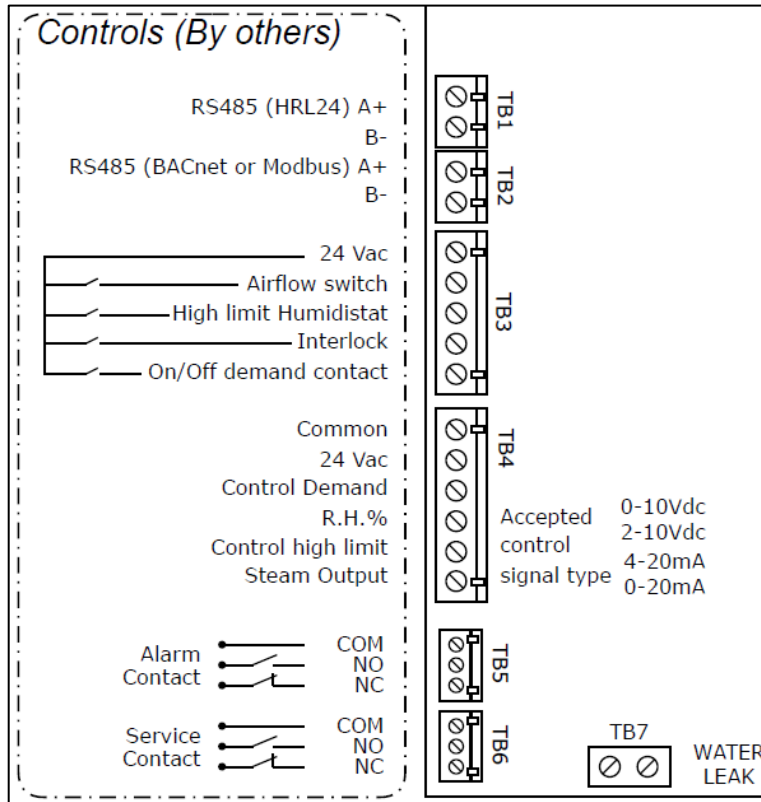 Controls (By others)
RS485 (HRL24) A+
B-
TB1
RS485 (BACnet or Modbus) A+
B-
TB2
24 Vac
Airflow switch
High limit Humidistat
Interlock
On/Off demand contact
TB3
Common
24 Vac
Control Demand
R.H.%
Control high limit
Steam Output
TB4
Accepted
control
signal type
0-10Vdc
2-10Vdc
4-20mA
0-20mA
Alarm
Contact
COM
NO
NC
TB5
Service
Contact
COM
NO
NC
TB6
TB7
WATER
LEAK